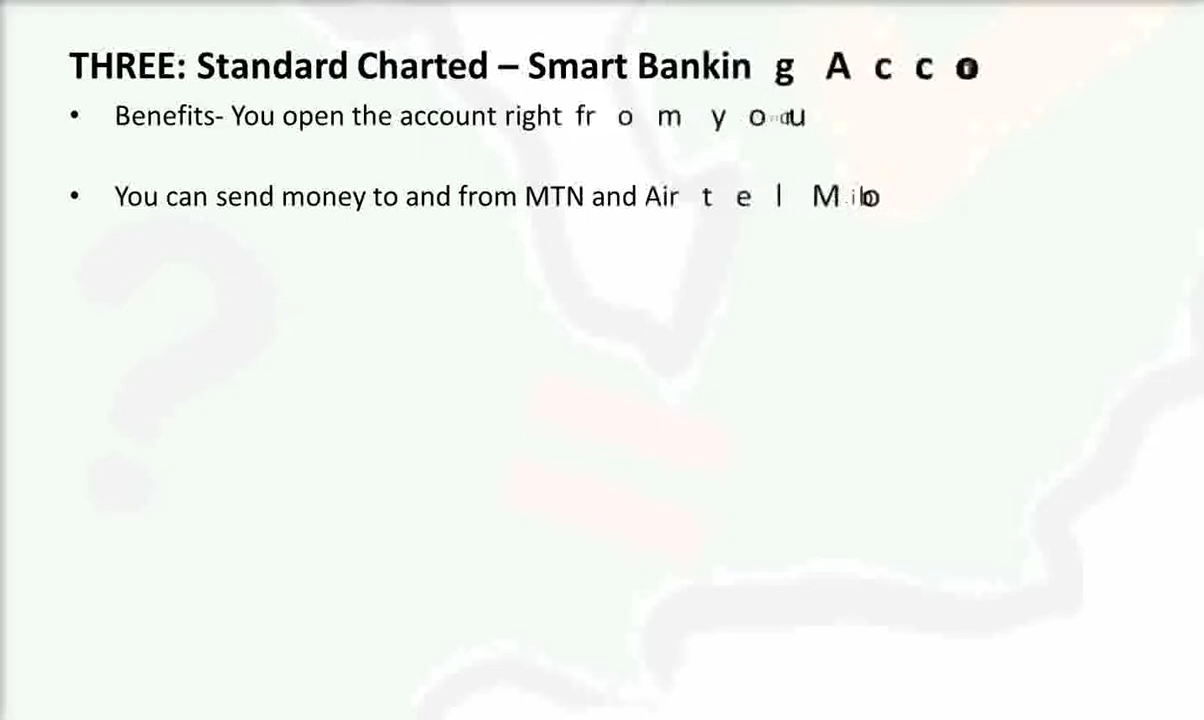 THREE: Standard Charted – Smart Banking Acco
• Benefits- You open the account right from you
• You can send money to and from MTN and Airtel